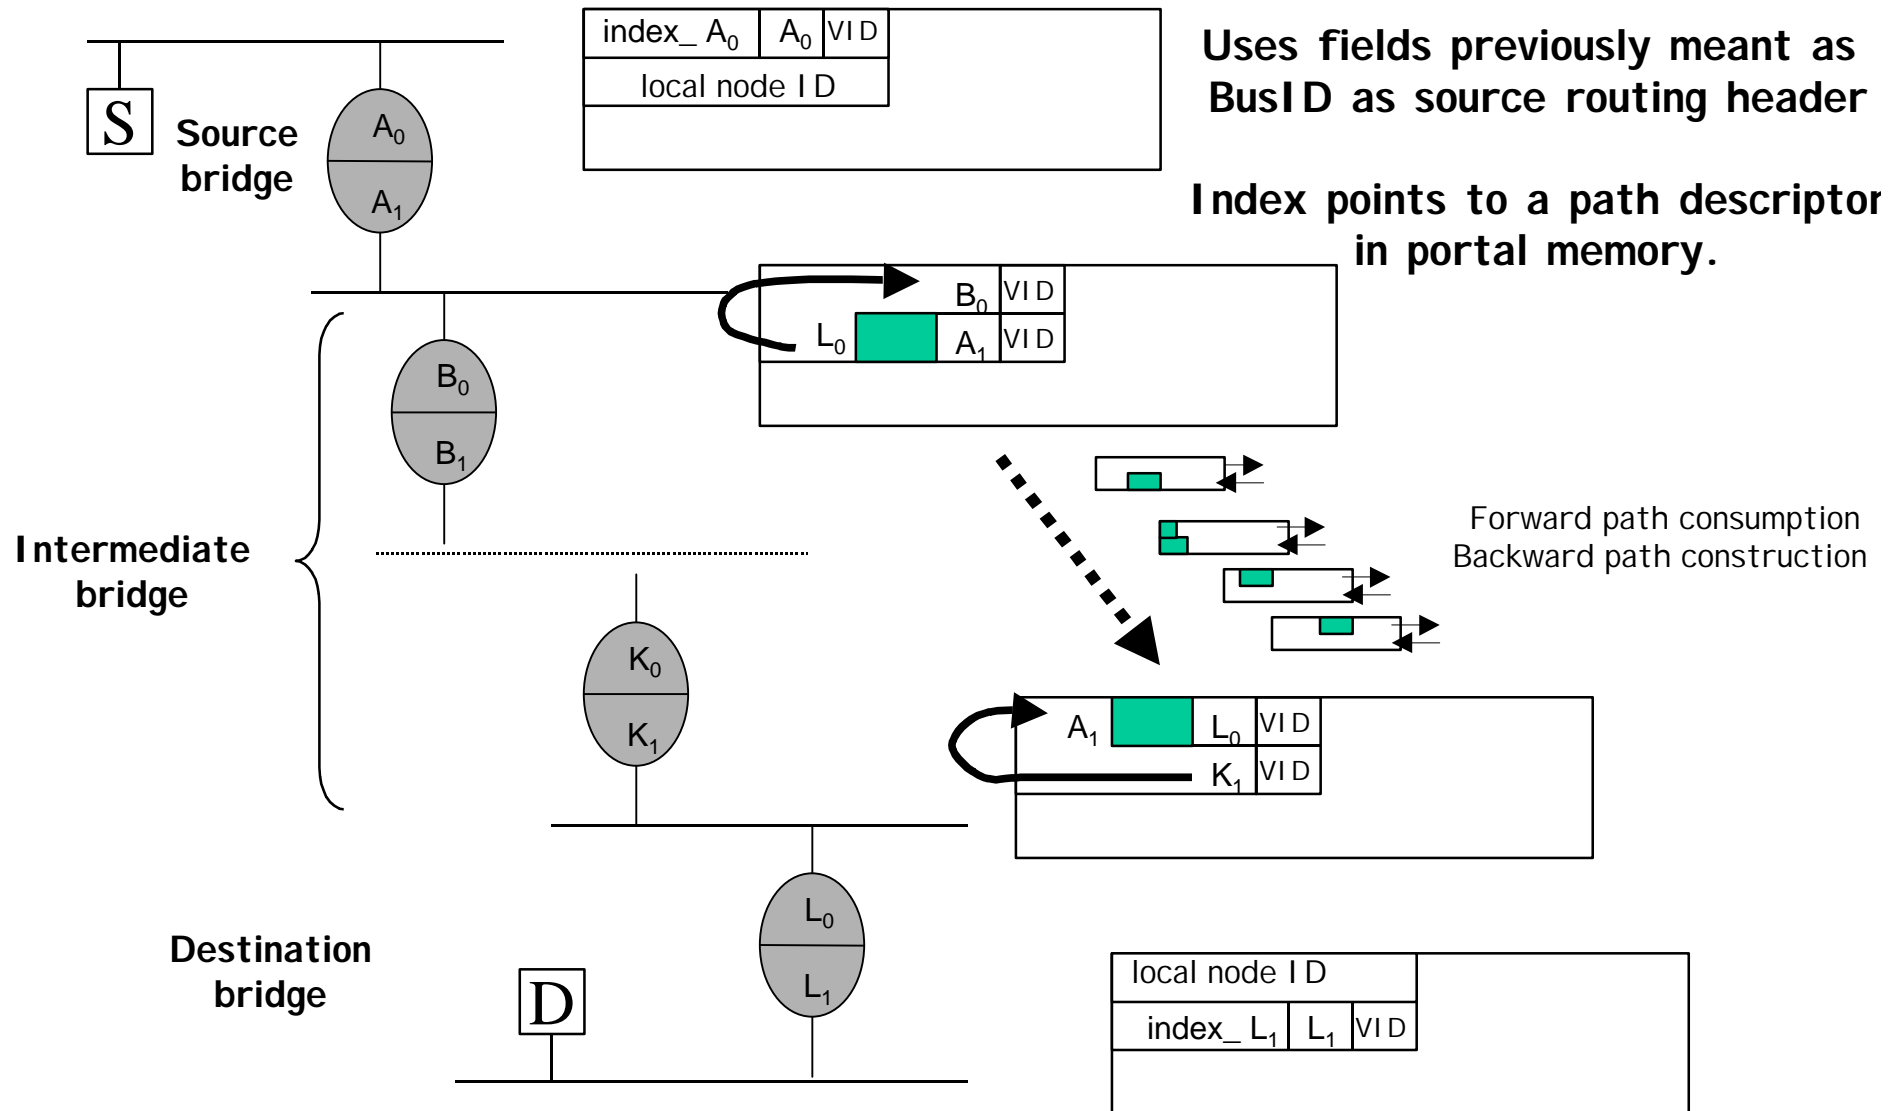 index_ A0 A0 VID
local node ID
Uses fields previously meant as
BusID as source routing header
Index points to a path descriptor
in portal memory.
S
Source
bridge
A0
A1
B0 VID
L0 A1 VID
B0
B1
Intermediate
bridge
Forward path consumption
Backward path construction
K0
K1
A1 L0 VID
K1 VID
L0
L1
Destination
bridge
D
local node ID
index_ L1 L1 VID